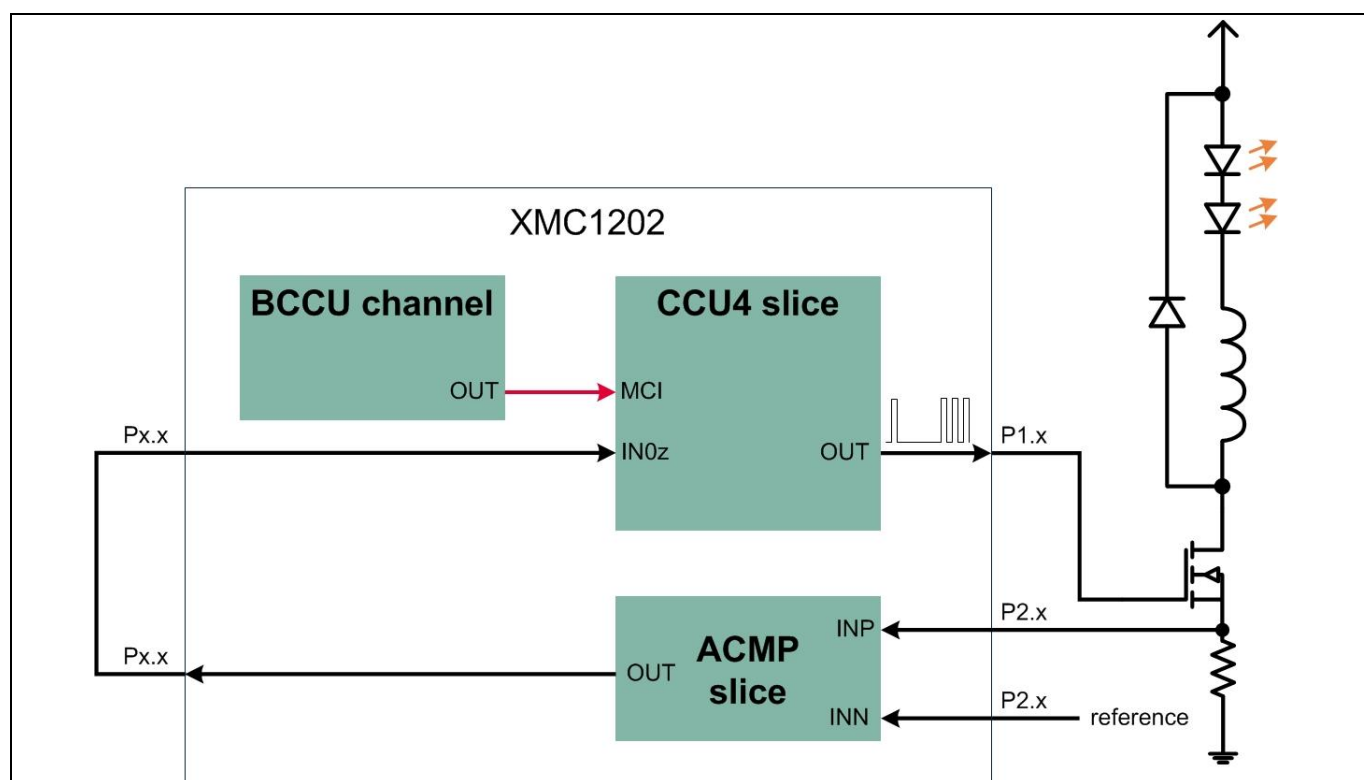 XMC1202
BCCU channel
OUT
CCU4 slice
MCI
IN0z
OUT
Px.x
P1.x
ACMP
slice
INP
OUT
INN
Px.x
P2.x
P2.x
reference